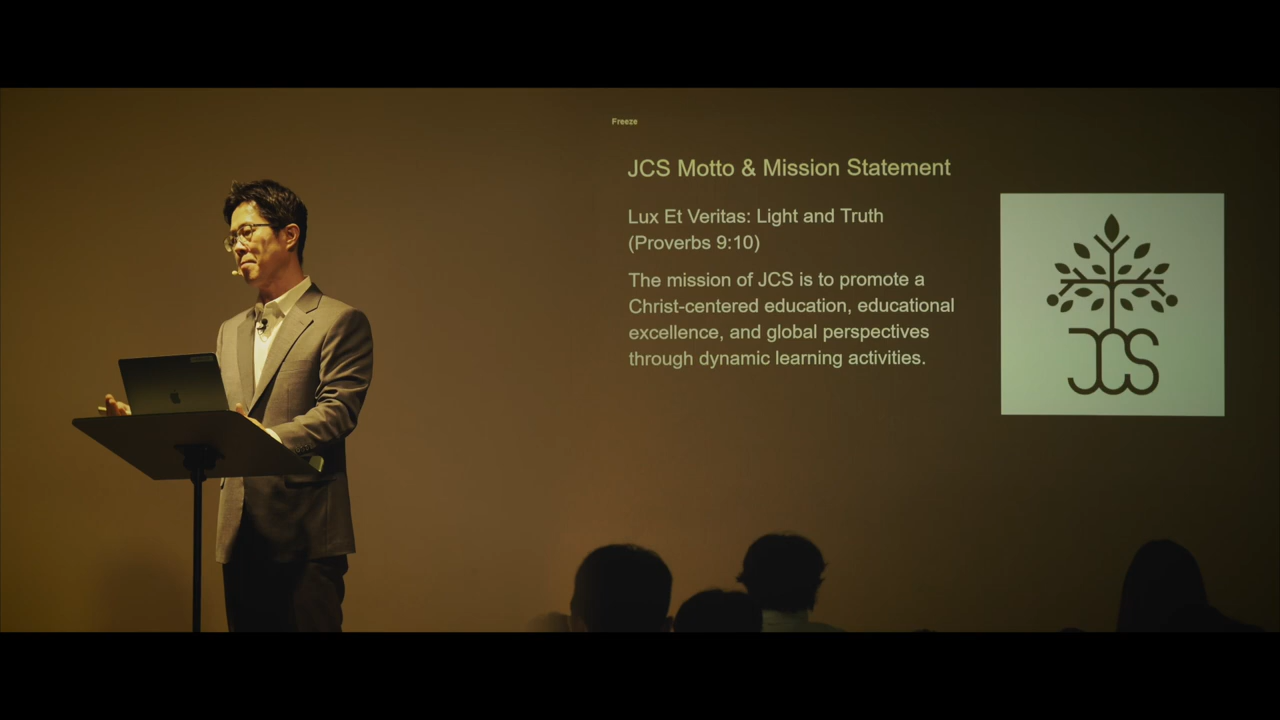 Freeze
JCS Motto & Mission Statement
Lux Et Veritas: Light and Truth
(Proverbs 9:10)
The mission of JCS is to promote a
Christ-centered education, educational
excellence, and global perspectives
through dynamic learning activities.
JCS